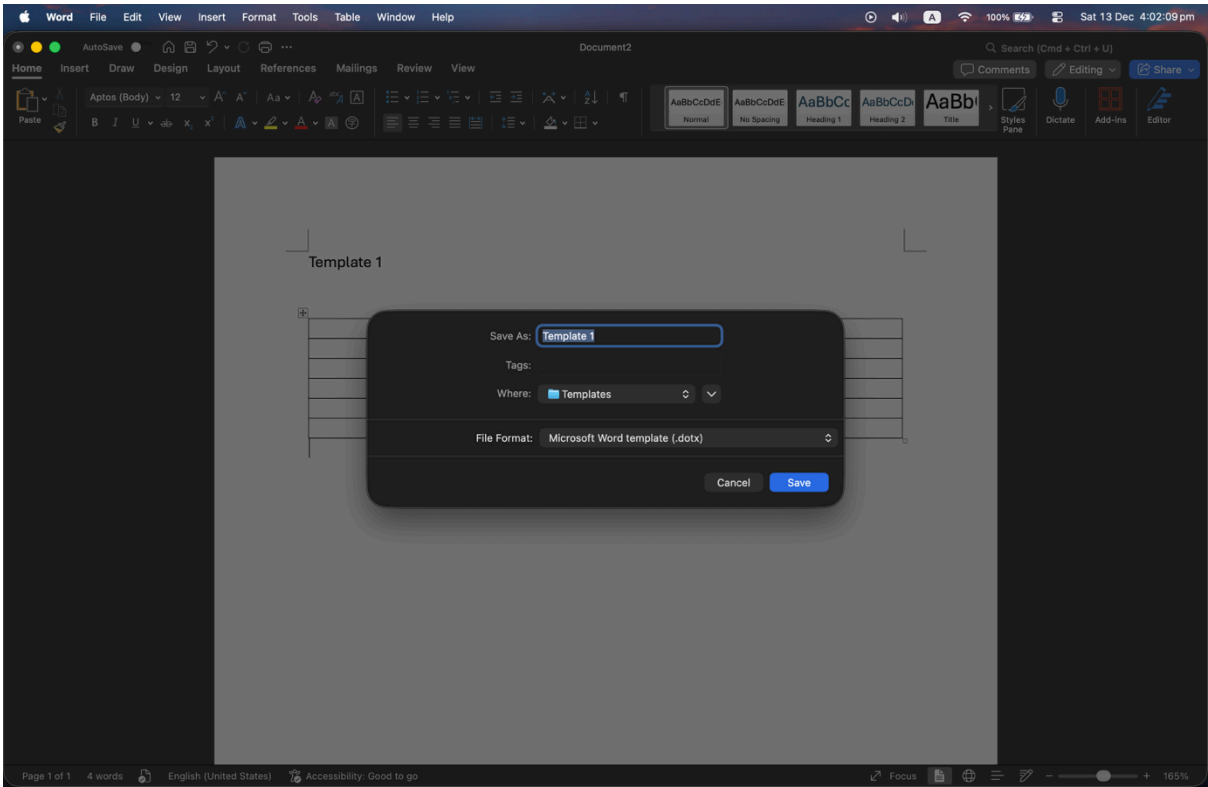 Word File Edit View Insert Format Tools Table Window Help A 100% Sat 13 Dec 4:02:09 pm
AutoSave Document2 Search (Cmd + Ctrl + U)
Home Insert Draw Design Layout References Mailings Review View Comments Editing Share
Paste Aptos (Body) 12 A A Aa A A AaBbCcDdE AaBbCcDdE AaBbCc AaBbCcD AaBb
B I U ab x x A A A Normal No Spacing Heading 1 Heading 2 Title Styles Pane Dictate Add-ins Editor
Template 1
Save As: Template 1
Tags:
Where: Templates
File Format: Microsoft Word template (.dotx)
Cancel Save
Page 1 of 1 4 words English (United States) Accessibility: Good to go Focus 165%